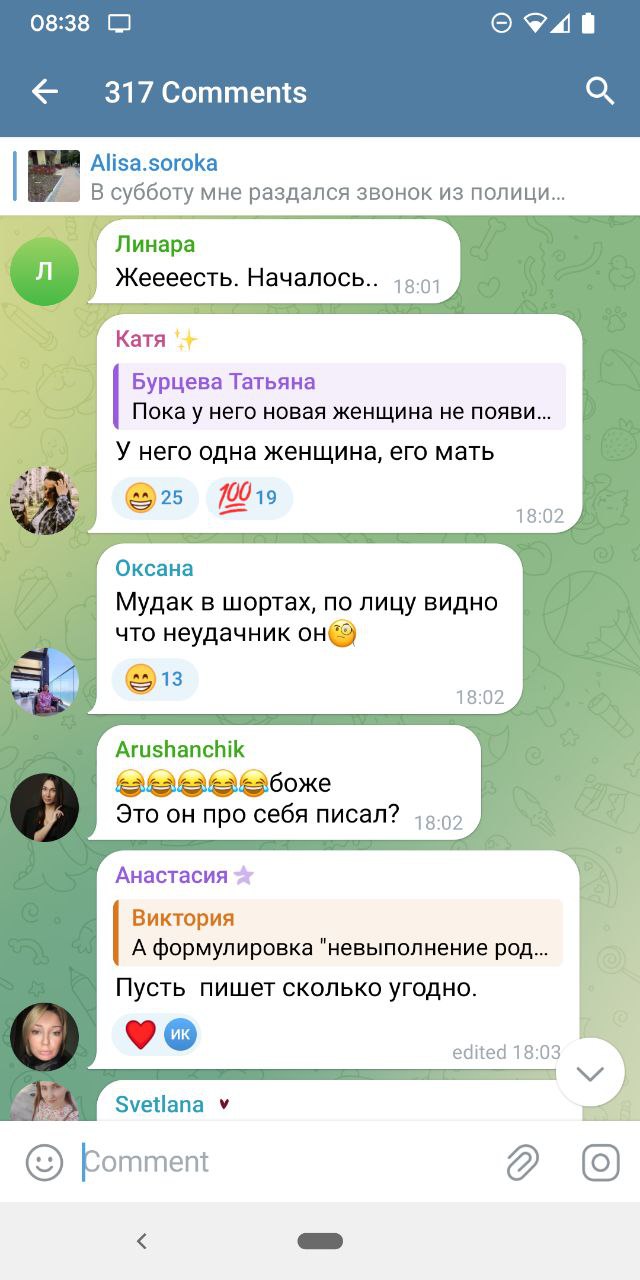 08:38
317 Comments
Alisa.soroka
В субботу мне раздался звонок из полици...
Л
Линара
Жеееесть. Началось.. 18:01
Катя ✨
Бурцева Татьяна
Пока у него новая женщина не появи...
У него одна женщина, его мать
😁 25 💯 19
18:02
Оксана
Мудак в шортах, по лицу видно
что неудачник он🧐
😁 13
18:02
Arushanchik
😂😂😂😂😂боже
Это он про себя писал? 18:02
Анастасия
Виктория
А формулировка "невыполнение род...
Пусть  пишет сколько угодно.
❤ ИК
edited 18:03
Svetlana ♥
Comment